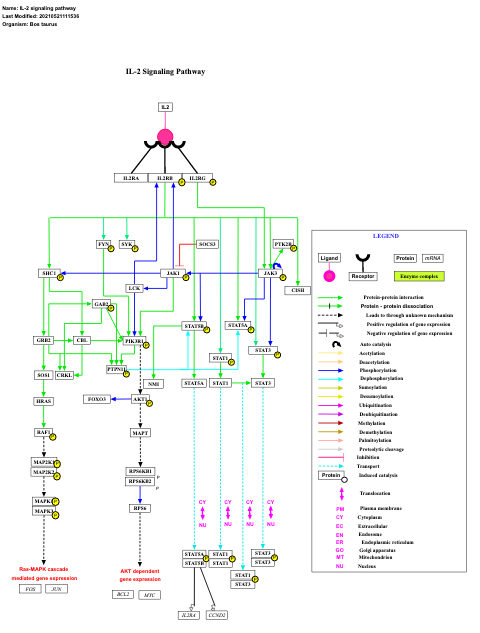 Name: IL-2 signaling pathway
Last Modified: 20210521111536
Organism: Bos taurus
IL-2 Signaling Pathway
IL2
IL2RA
IL2RB
P
IL2RG
P
FYN
P
SYK
P
SOCS3
PTK2B
P
SHC1
P
JAK1
P
JAK3
P
LCK
CISH
GAB2
P
STAT5B
P
STAT5A
P
GRB2
CBL
PIK3R1
P
STAT1
P
STAT3
P
SOS1
CRKL
PTPN11
P
NMI
STAT5A
STAT1
STAT3
HRAS
FOXO3
AKT1
P
RAF1
P
MAPT
MAP2K1
P
MAP2K2
P
RPS6KB1
P
RPS6KB2
P
MAPK1
P
MAPK3
P
RPS6
CY
CY
CY
CY
NU
NU
NU
NU
Ras-MAPK cascade
mediated gene expression
AKT dependent
gene expression
FOS
JUN
BCL2
MYC
STAT5A
P
STAT5B
P
STAT1
P
STAT1
P
STAT3
P
STAT3
P
STAT1
P
STAT3
P
IL2RA
CCND2
LEGEND
Ligand
Receptor
Protein
mRNA
Enzyme complex
Protein-protein interaction
Protein - protein dissociation
Leads to through unknown mechanism
Positive regulation of gene expression
Negative regulation of gene expression
Auto catalysis
Acetylation
Deacetylation
Phosphorylation
Dephosphorylation
Sumoylation
Desumoylation
Ubiquitination
Deubiquitination
Methylation
Demethylation
Palmitoylation
Proteolytic cleavage
Inhibition
Transport
Protein
Induced catalysis
Translocation
PM Plasma membrane
CY Cytoplasm
EC Extracellular
EN Endosome
ER Endoplasmic reticulum
GO Golgi apparatus
MT Mitochondrion
NU Nucleus